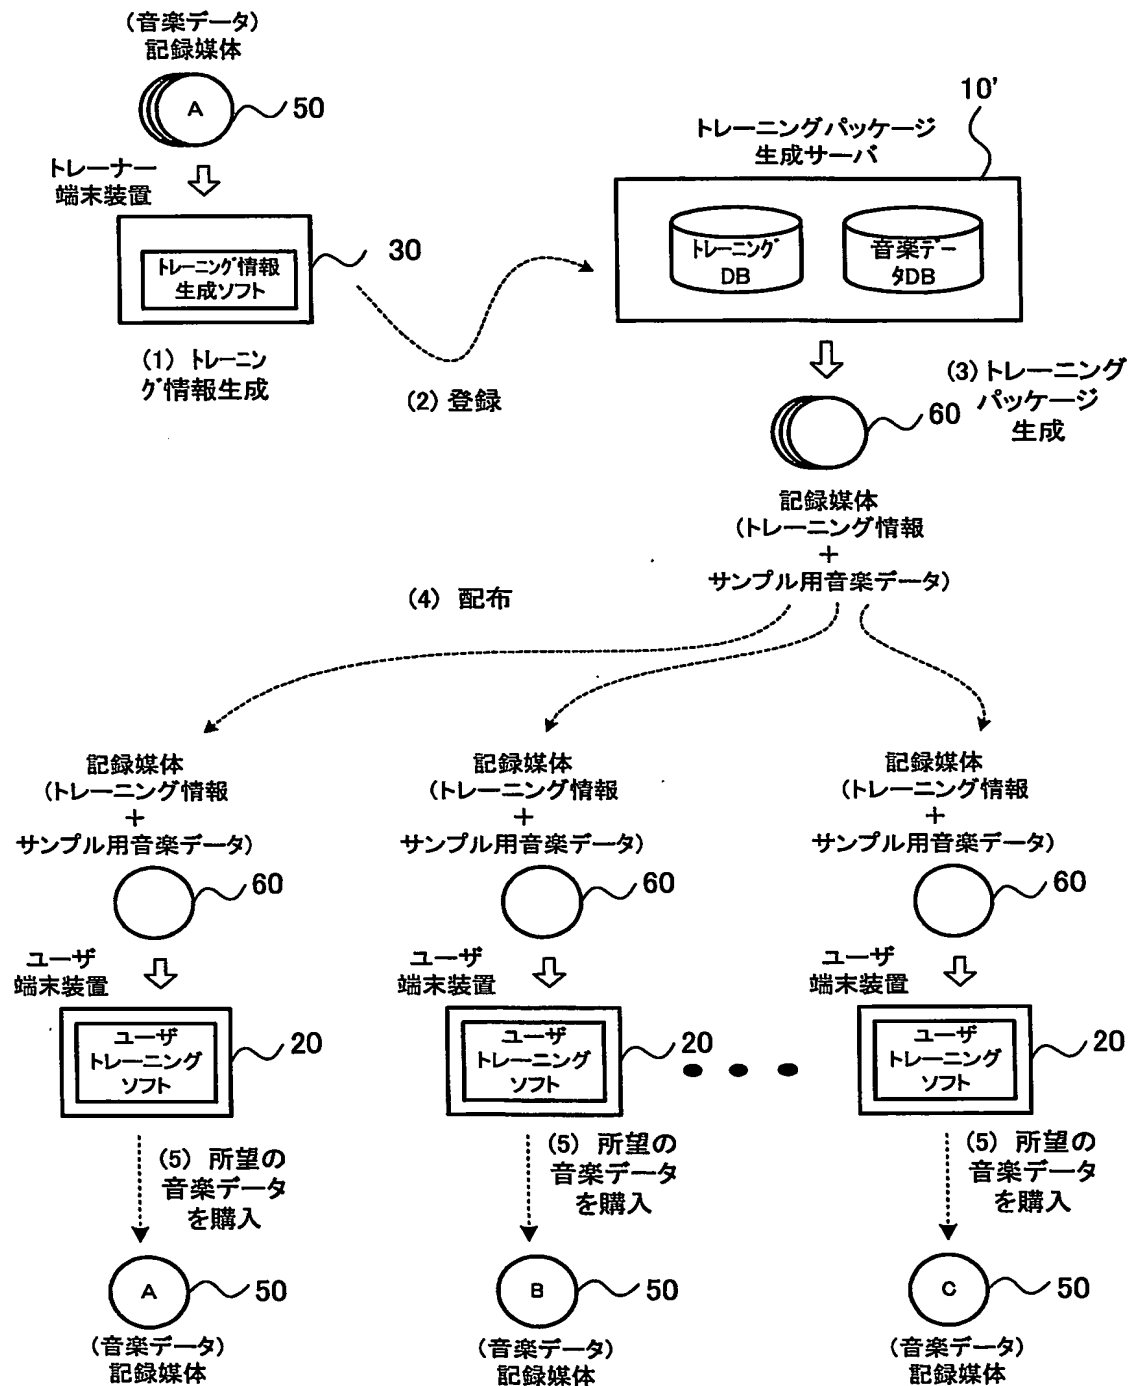 (音楽データ)
記録媒体
A
50
トレーナー
端末装置
30
トレーニング情報
生成ソフト
(1) トレーニン
グ情報生成
(2) 登録
10'
トレーニングパッケージ
生成サーバ
トレーニング
DB
音楽デー
タDB
(3) トレーニング
パッケージ
生成
60
記録媒体
(トレーニング情報
+
サンプル用音楽データ)
(4) 配布
記録媒体
(トレーニング情報
+
サンプル用音楽データ)
60
ユーザ
端末装置
ユーザ
トレーニング
ソフト
20
(5) 所望の
音楽データ
を購入
A
50
(音楽データ)
記録媒体
記録媒体
(トレーニング情報
+
サンプル用音楽データ)
60
ユーザ
端末装置
ユーザ
トレーニング
ソフト
20
(5) 所望の
音楽データ
を購入
B
50
(音楽データ)
記録媒体
記録媒体
(トレーニング情報
+
サンプル用音楽データ)
60
ユーザ
端末装置
ユーザ
トレーニング
ソフト
20
(5) 所望の
音楽データ
を購入
C
50
(音楽データ)
記録媒体